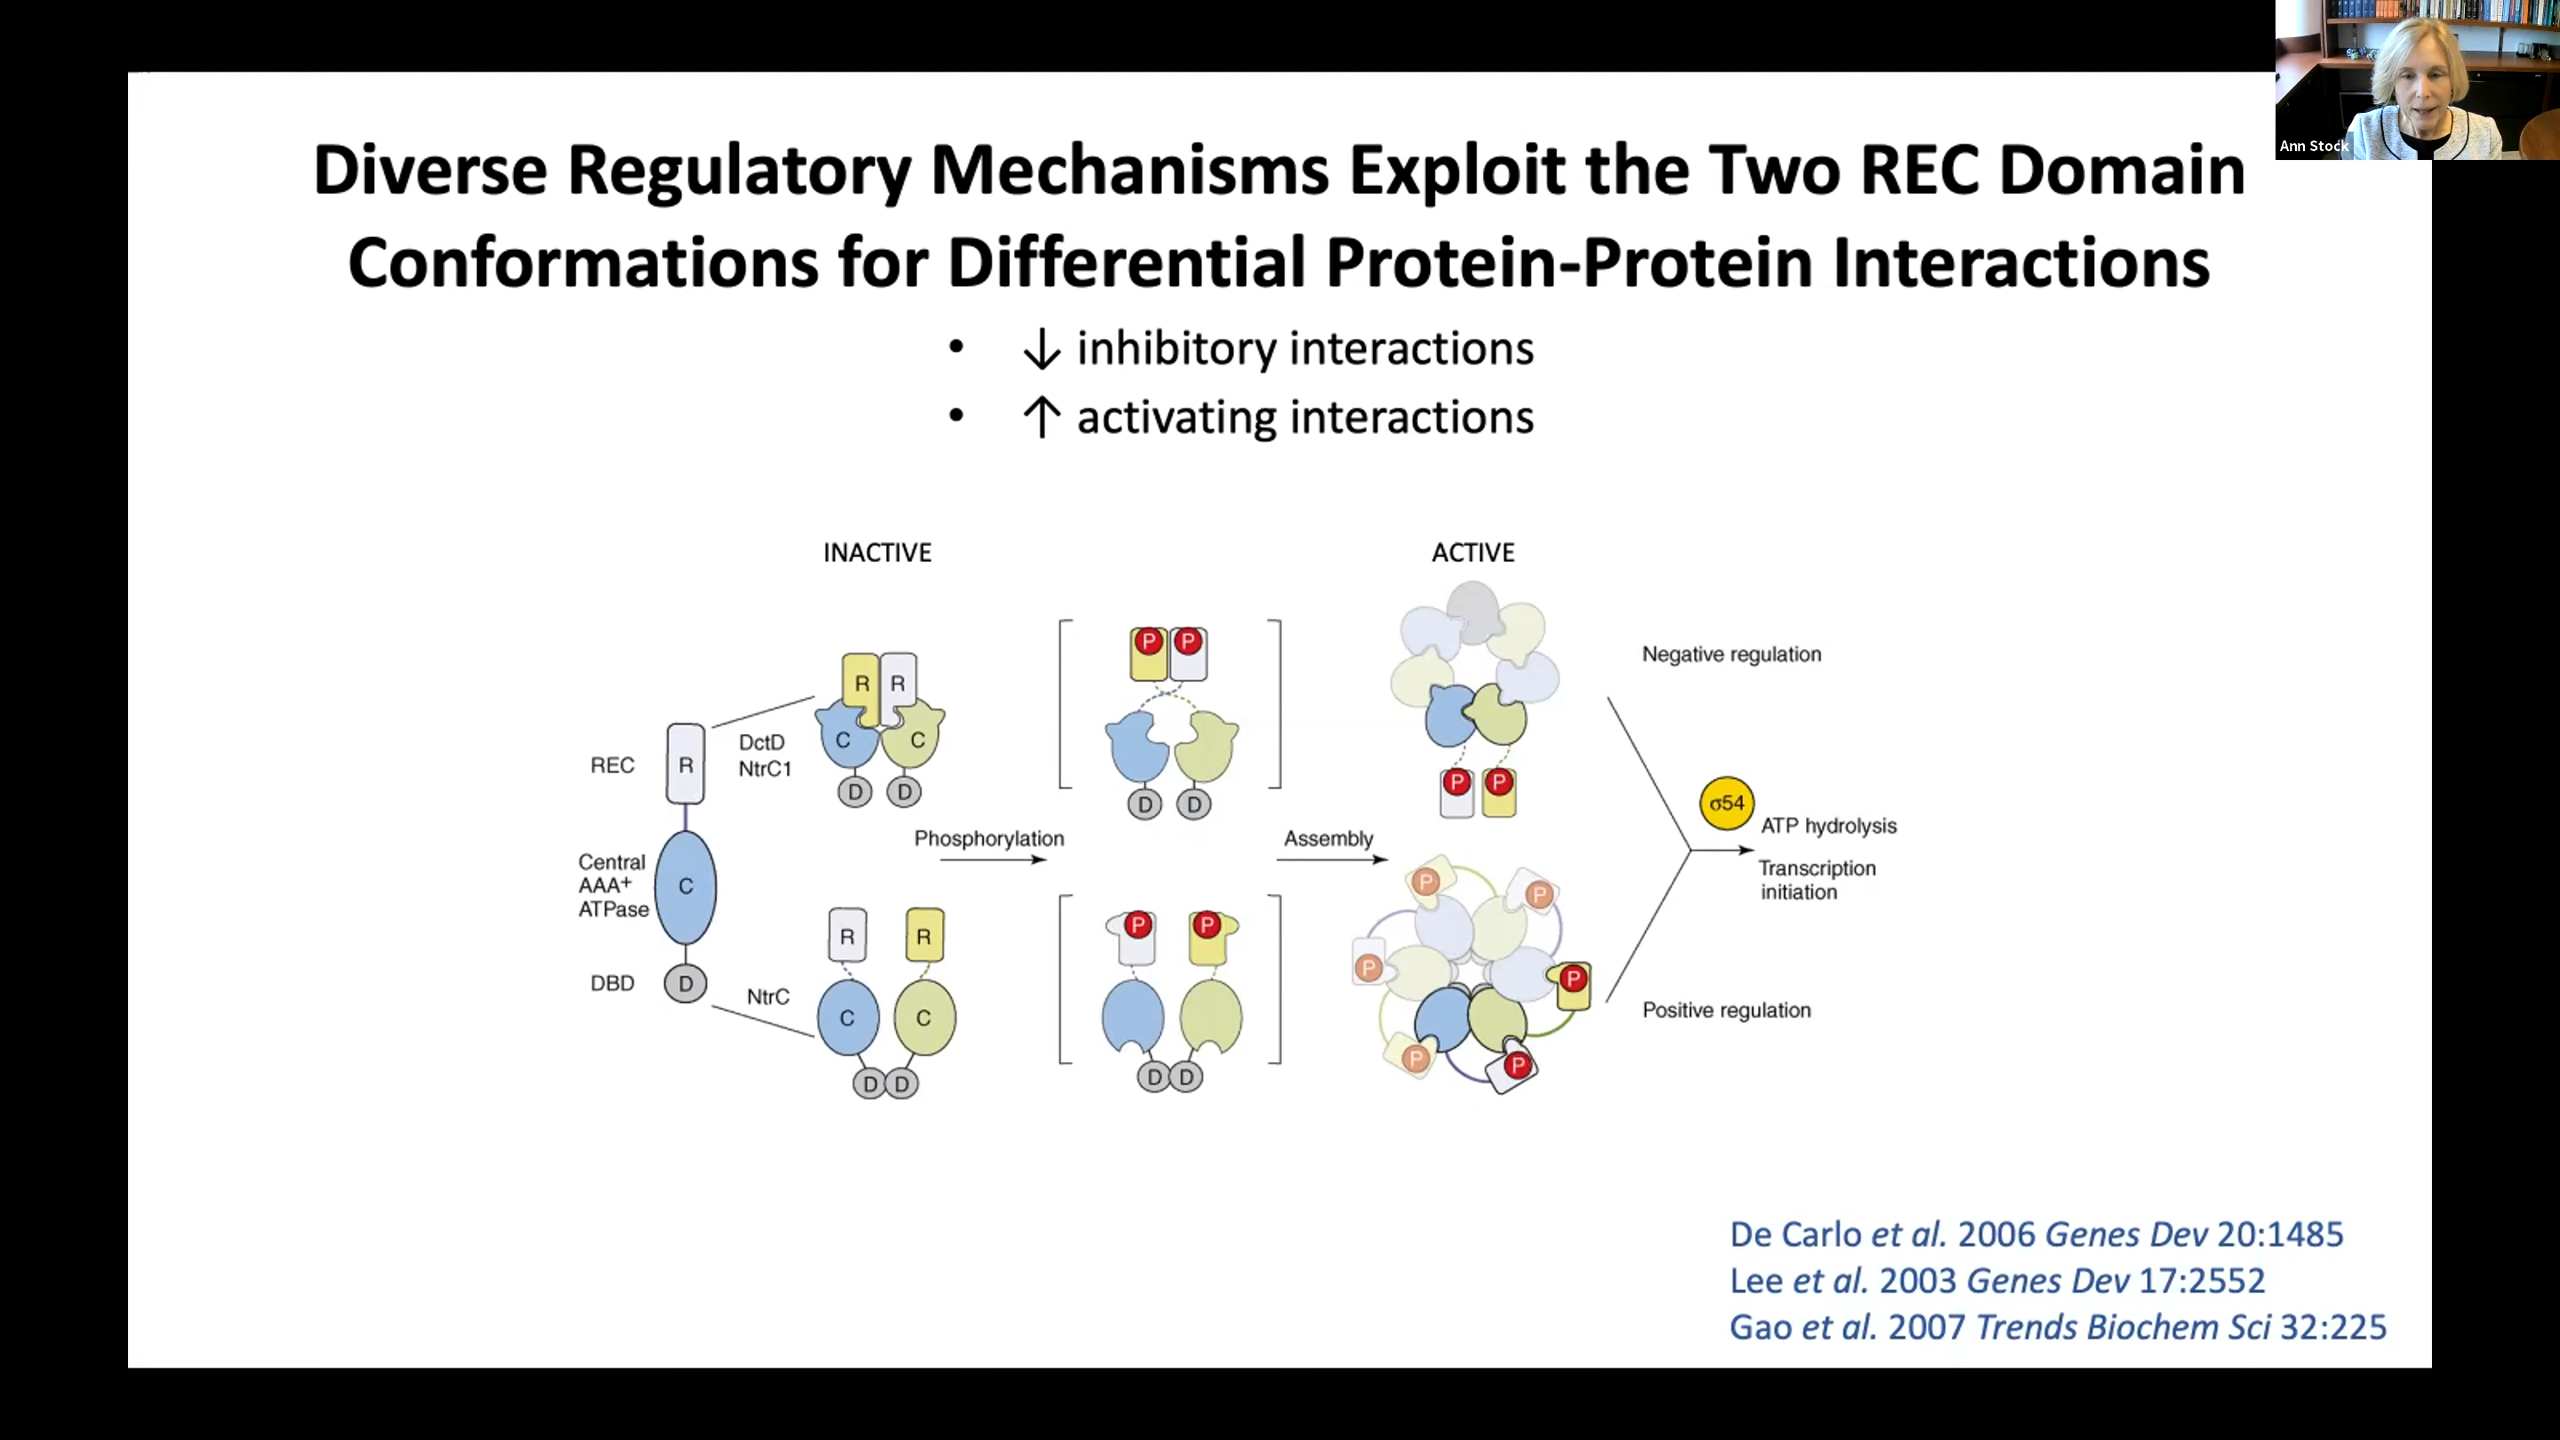 Ann Stock
Diverse Regulatory Mechanisms Exploit the Two REC Domain
Conformations for Differential Protein-Protein Interactions
• ↓ inhibitory interactions
• ↑ activating interactions
INACTIVE
ACTIVE
P P
Negative regulation
R R
REC
R
DctD
NtrC1
C C
D D
D D
P P
σ54
ATP hydrolysis
Transcription
initiation
Phosphorylation
Assembly
Central
AAA+
ATPase
C
P P
R R
P P
P
P
P
P
DBD
D
NtrC
C C
D D
D D
Positive regulation
De Carlo et al. 2006 Genes Dev 20:1485
Lee et al. 2003 Genes Dev 17:2552
Gao et al. 2007 Trends Biochem Sci 32:225